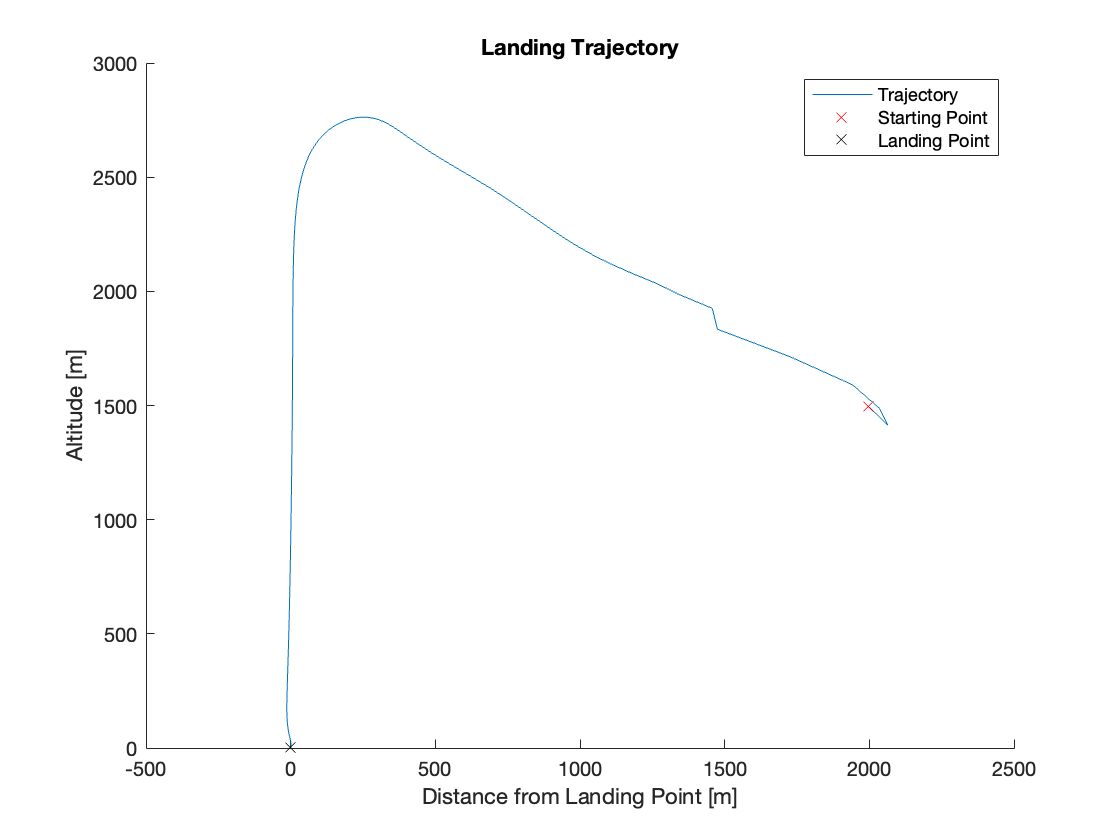 Landing Trajectory
3000
2500
2000
1500
1000
500
0
Altitude [m]
Trajectory
Starting Point
Landing Point
-500 0 500 1000 1500 2000 2500
Distance from Landing Point [m]